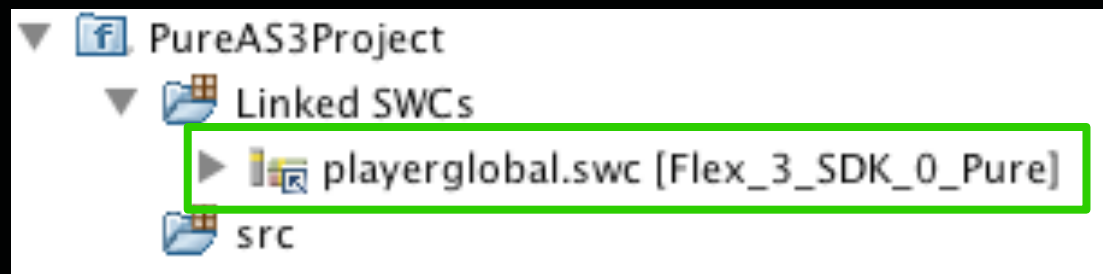 PureAS3Project
Linked SWCs
playerglobal.swc [Flex_3_SDK_0_Pure]
src